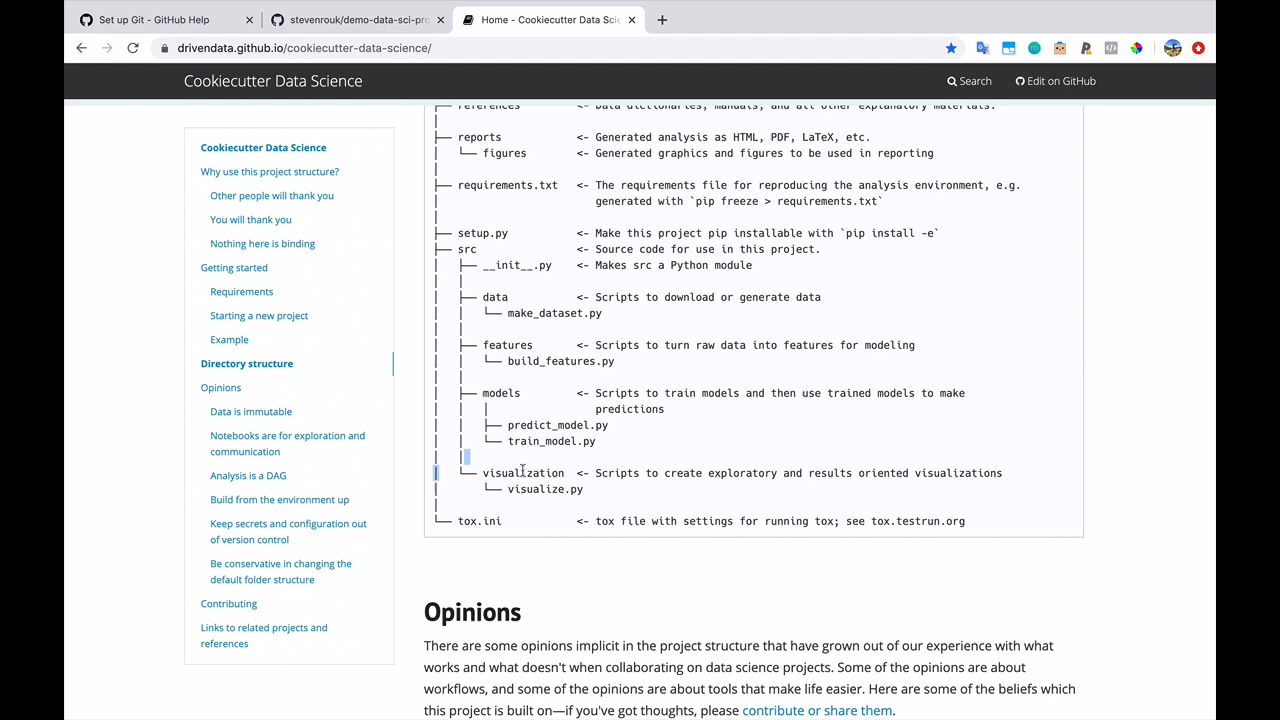 Set up Git - GitHub Help
stevenrouk/demo-data-sci-pro
Home - Cookiecutter Data Scie
drivendata.github.io/cookiecutter-data-science/
Cookiecutter Data Science
Search
Edit on GitHub
Cookiecutter Data Science
Why use this project structure?
Other people will thank you
You will thank you
Nothing here is binding
Getting started
Requirements
Starting a new project
Example
Directory structure
Opinions
Data is immutable
Notebooks are for exploration and
communication
Analysis is a DAG
Build from the environment up
Keep secrets and configuration out
of version control
Be conservative in changing the
default folder structure
Contributing
Links to related projects and
references
├── references         <- Data dictionaries, manuals, and all other explanatory materials.
│
├── reports            <- Generated analysis as HTML, PDF, LaTeX, etc.
│   └── figures        <- Generated graphics and figures to be used in reporting
│
├── requirements.txt   <- The requirements file for reproducing the analysis environment, e.g.
│                         generated with `pip freeze > requirements.txt`
│
├── setup.py           <- Make this project pip installable with `pip install -e`
├── src                <- Source code for use in this project.
│   ├── __init__.py    <- Makes src a Python module
│   │
│   ├── data           <- Scripts to download or generate data
│   │   └── make_dataset.py
│   │
│   ├── features       <- Scripts to turn raw data into features for modeling
│   │   └── build_features.py
│   │
│   ├── models         <- Scripts to train models and then use trained models to make
│   │   │                 predictions
│   │   ├── predict_model.py
│   │   └── train_model.py
│   │
│   └── visualization  <- Scripts to create exploratory and results oriented visualizations
│       └── visualize.py
│
└── tox.ini            <- tox file with settings for running tox; see tox.testrun.org
Opinions
There are some opinions implicit in the project structure that have grown out of our experience with what
works and what doesn't when collaborating on data science projects. Some of the opinions are about
workflows, and some of the opinions are about tools that make life easier. Here are some of the beliefs which
this project is built on—if you've got thoughts, please contribute or share them.